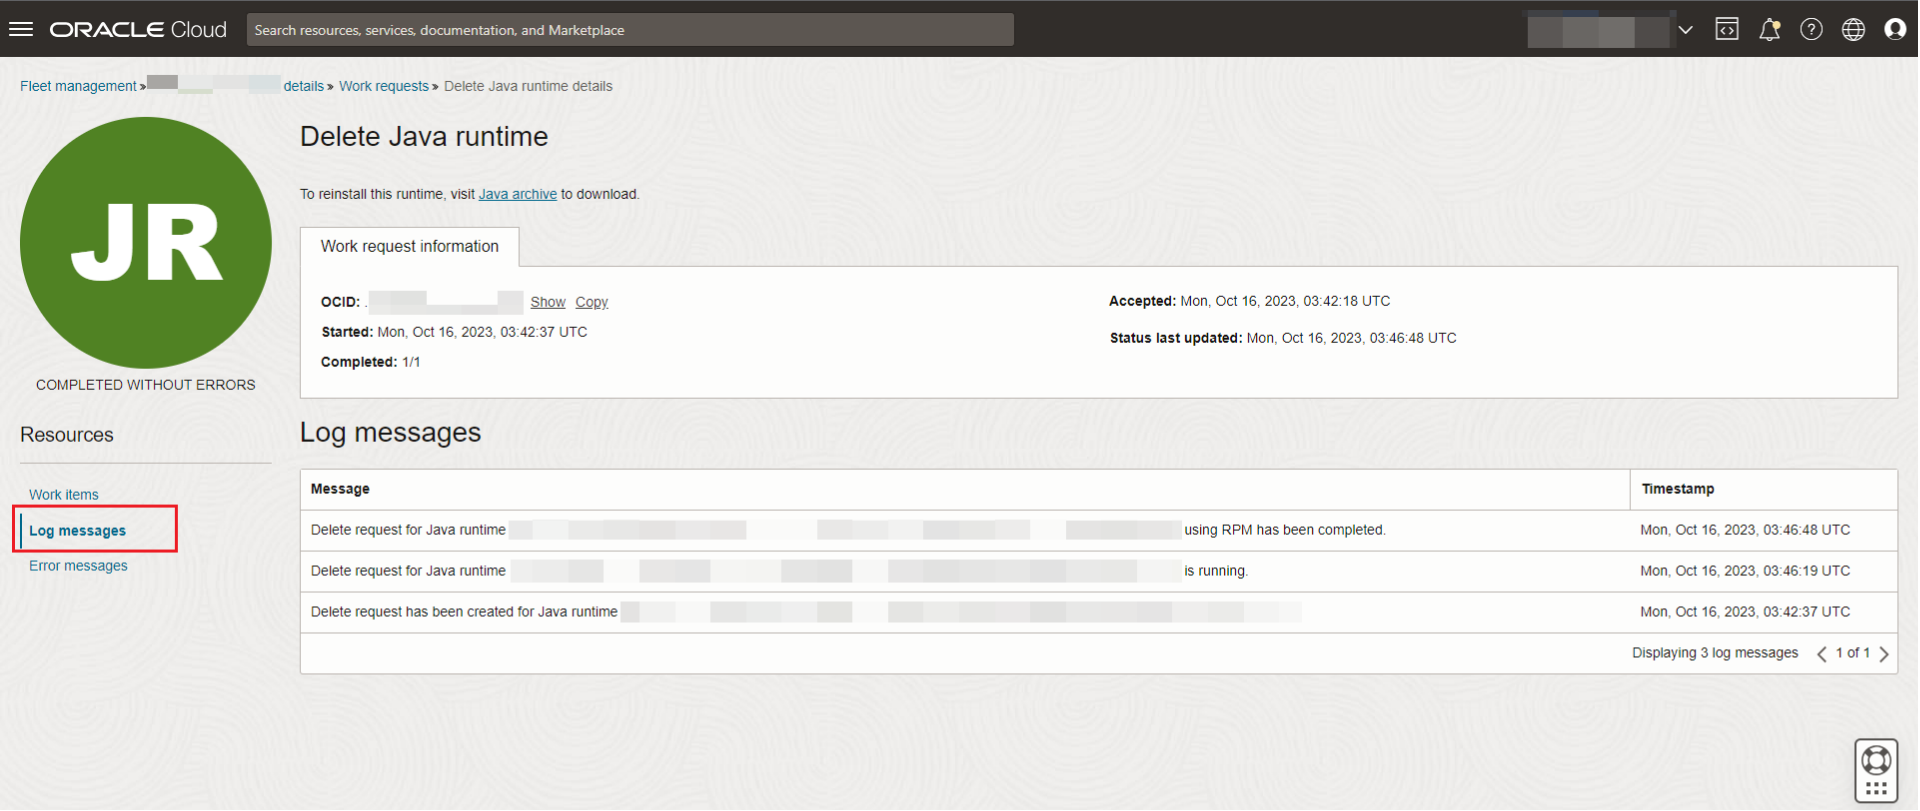 ORACLE Cloud
Search resources, services, documentation, and Marketplace
Fleet management » details » Work requests » Delete Java runtime details
JR
COMPLETED WITHOUT ERRORS
Resources
Work items
Log messages
Error messages
Delete Java runtime
To reinstall this runtime, visit Java archive to download.
Work request information
OCID: . Show Copy
Started: Mon, Oct 16, 2023, 03:42:37 UTC
Completed: 1/1
Accepted: Mon, Oct 16, 2023, 03:42:18 UTC
Status last updated: Mon, Oct 16, 2023, 03:46:48 UTC
Log messages
Message Timestamp
Delete request for Java runtime using RPM has been completed. Mon, Oct 16, 2023, 03:46:48 UTC
Delete request for Java runtime is running. Mon, Oct 16, 2023, 03:46:19 UTC
Delete request has been created for Java runtime Mon, Oct 16, 2023, 03:42:37 UTC
Displaying 3 log messages < 1 of 1 >